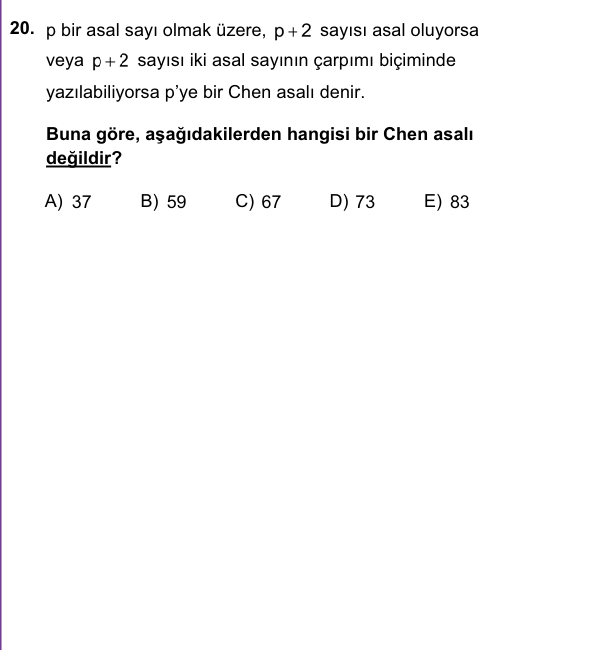 20. p bir asal sayı olmak üzere, p + 2 sayısı asal oluyorsa
veya p + 2 sayısı iki asal sayının çarpımı biçiminde
yazılabiliyorsa p'ye bir Chen asalı denir.
Buna göre, aşağıdakilerden hangisi bir Chen asalı
değildir?
A) 37 B) 59 C) 67 D) 73 E) 83